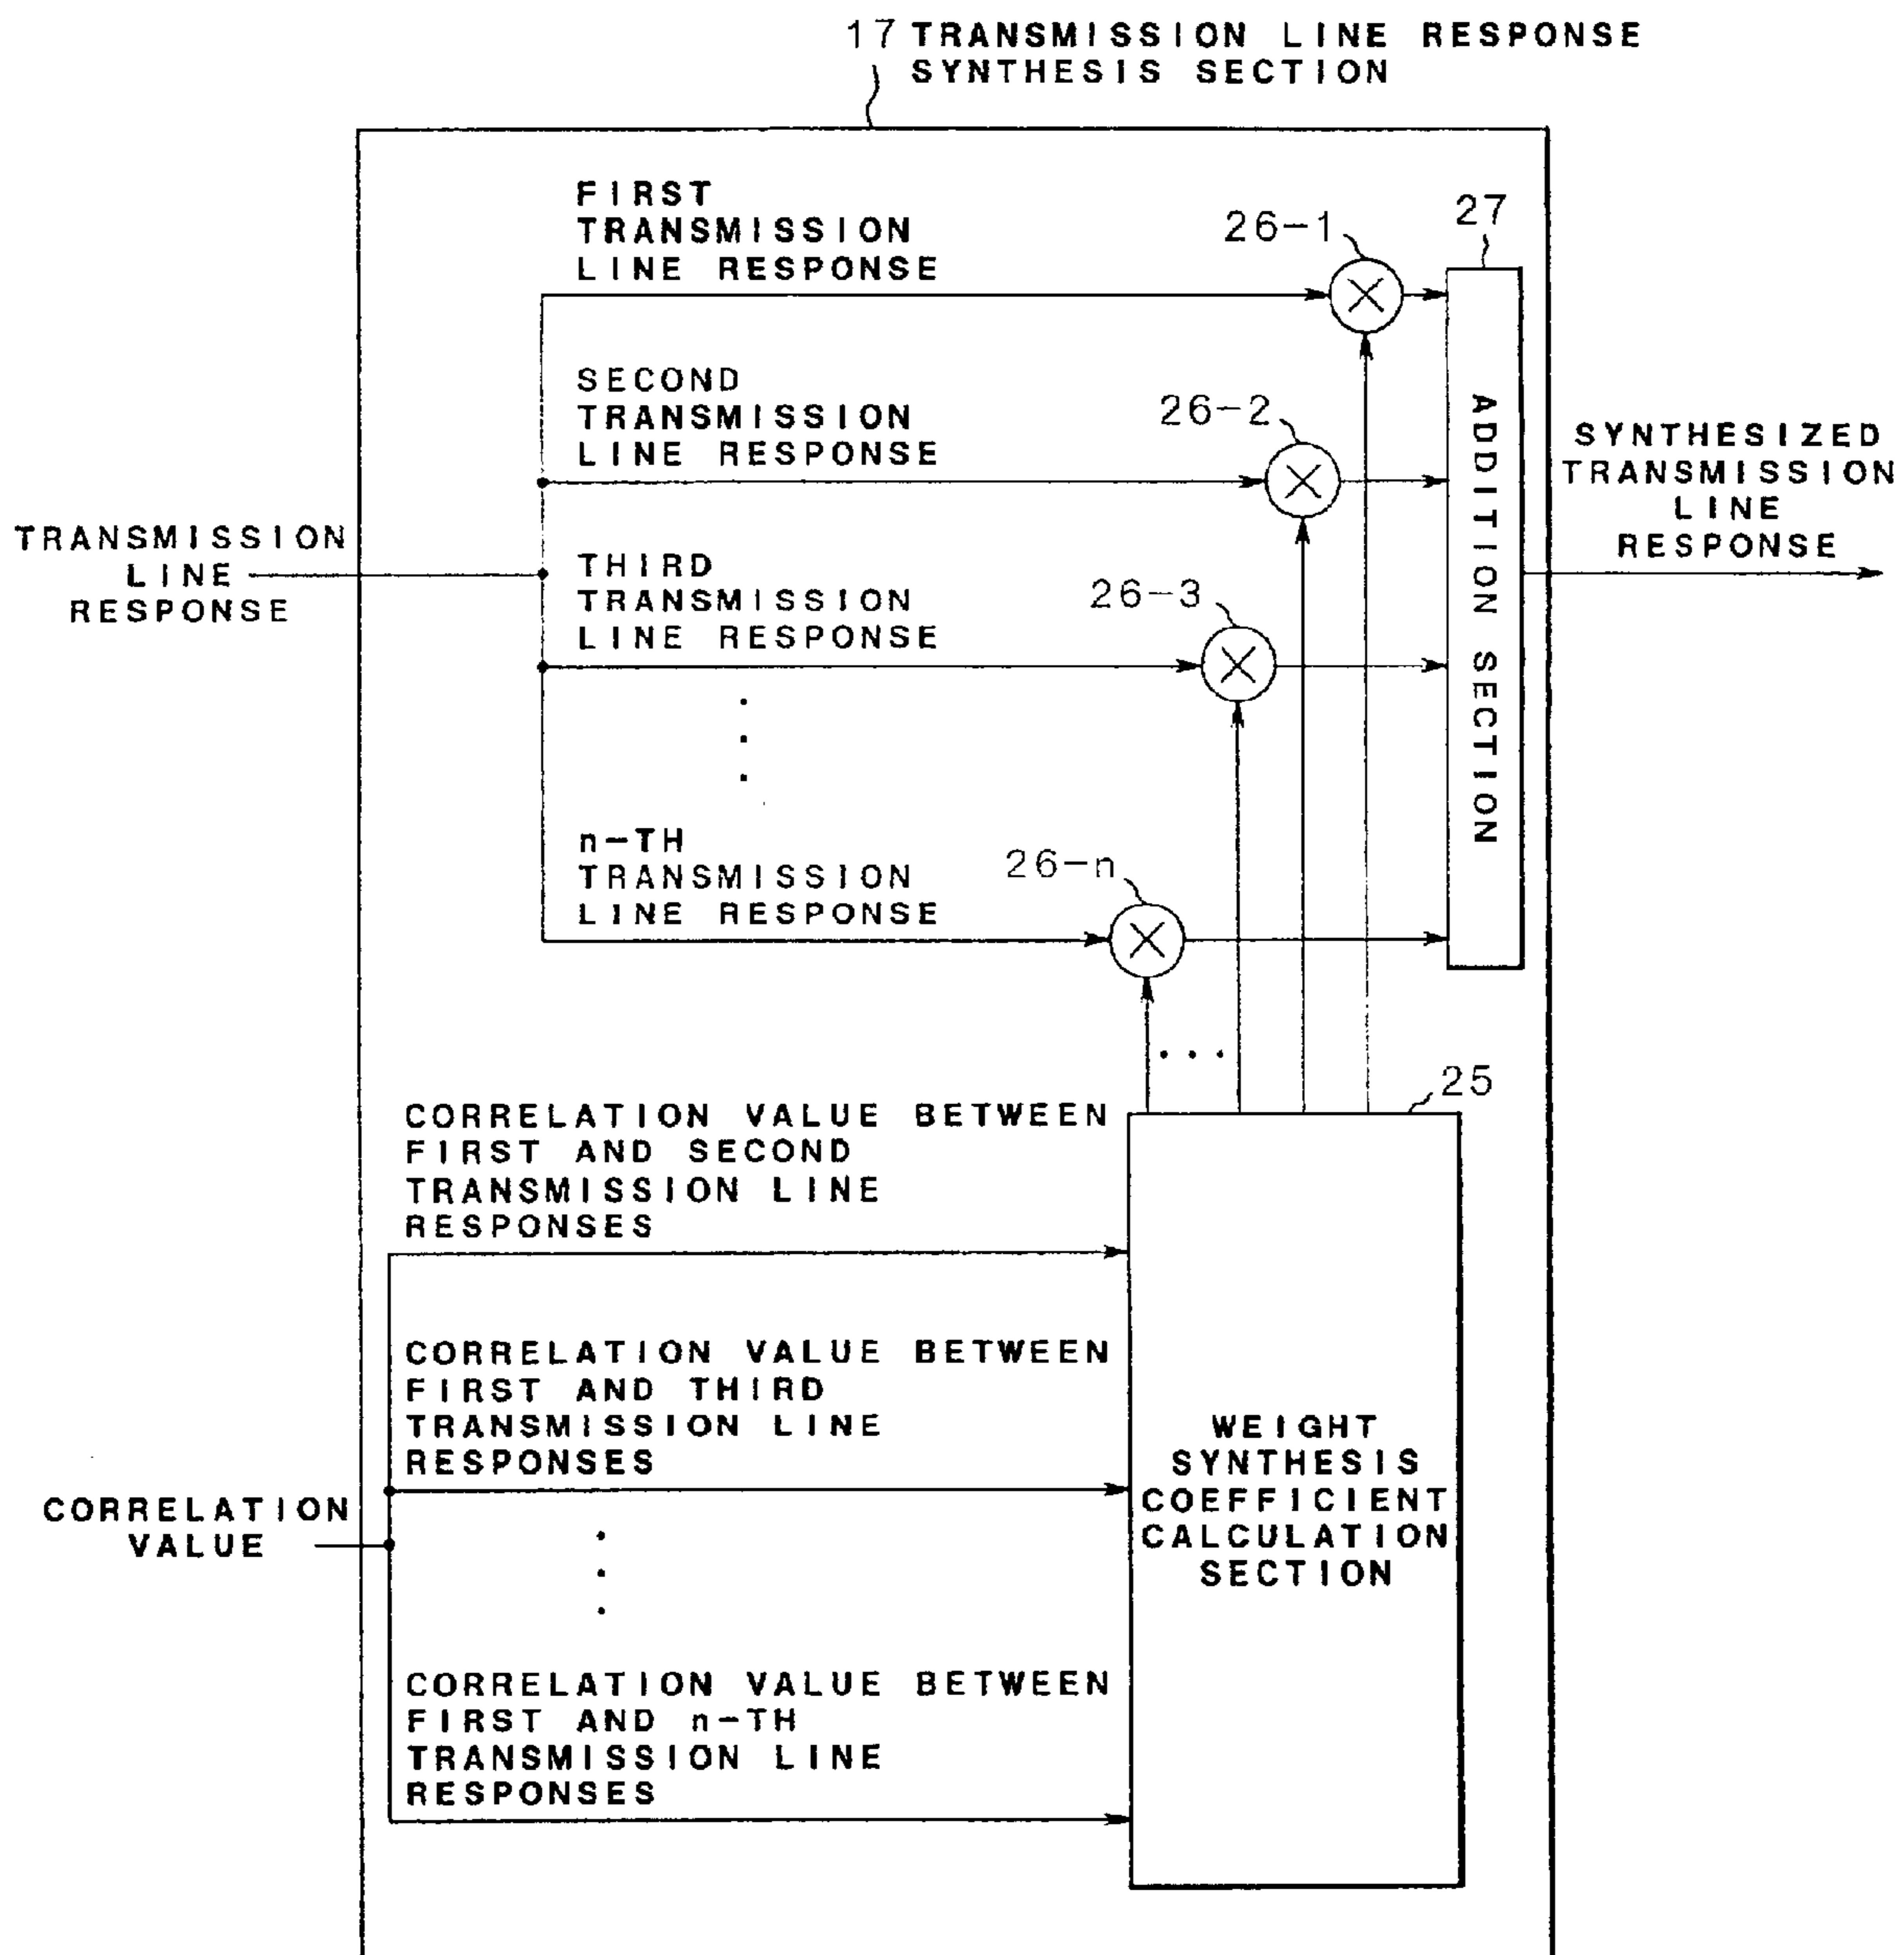 17 TRANSMISSION LINE RESPONSE
SYNTHESIS SECTION
FIRST
TRANSMISSION
LINE RESPONSE
26-1
27
SECOND
TRANSMISSION
LINE RESPONSE
26-2
ADDITION SECTION
SYNTHESIZED
TRANSMISSION
LINE
RESPONSE
TRANSMISSION
LINE
RESPONSE
THIRD
TRANSMISSION
LINE RESPONSE
26-3
n-TH
TRANSMISSION
LINE RESPONSE
26-n
25
CORRELATION VALUE BETWEEN
FIRST AND SECOND
TRANSMISSION LINE
RESPONSES
CORRELATION VALUE BETWEEN
FIRST AND THIRD
TRANSMISSION LINE
RESPONSES
WEIGHT
SYNTHESIS
COEFFICIENT
CALCULATION
SECTION
CORRELATION
VALUE
CORRELATION VALUE BETWEEN
FIRST AND n-TH
TRANSMISSION LINE
RESPONSES